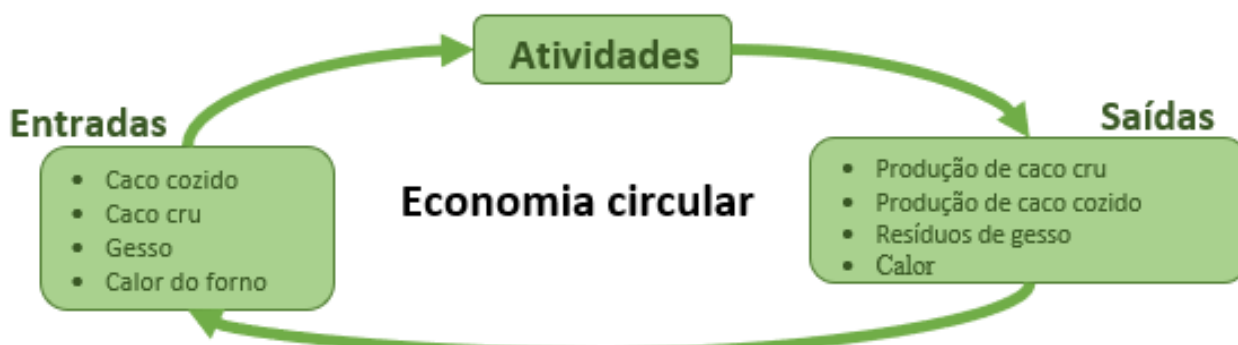 Atividades
Entradas
• Caco cozido
• Caco cru
• Gesso
• Calor do forno
Economia circular
Saídas
• Produção de caco cru
• Produção de caco cozido
• Resíduos de gesso
• Calor